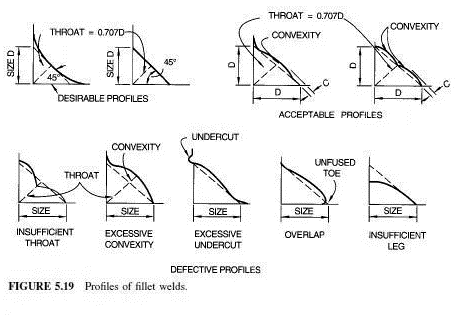 THROAT = 0.707D
SIZE D
45°
SIZE D
45°
DESIRABLE PROFILES
THROAT = 0.707D
CONVEXITY
CONVEXITY
D
D
C
D
D
C
ACCEPTABLE PROFILES
THROAT
CONVEXITY
UNDERCUT
UNFUSED
TOE
SIZE
SIZE
SIZE
SIZE
SIZE
INSUFFICIENT
THROAT
EXCESSIVE
CONVEXITY
EXCESSIVE
UNDERCUT
OVERLAP
INSUFFICIENT
LEG
DEFECTIVE PROFILES
FIGURE 5.19 Profiles of fillet welds.